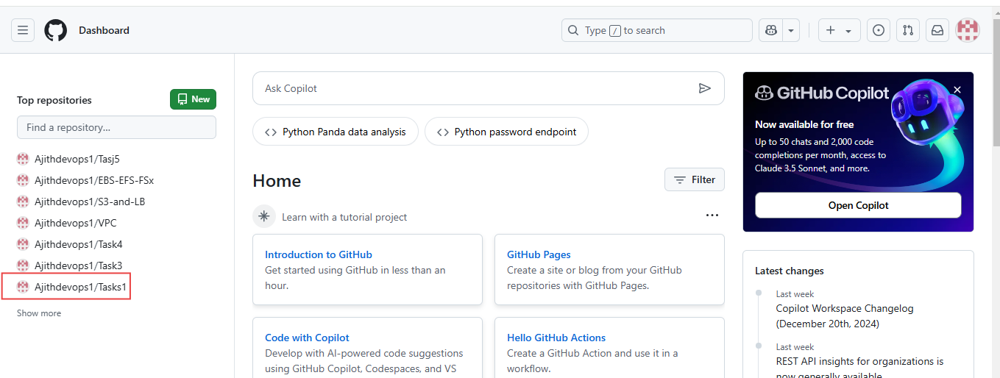 Dashboard
Type / to search
Top repositories
New
Find a repository...
Ajithdevops1/Tasj5
Ajithdevops1/EBS-EFS-FSx
Ajithdevops1/S3-and-LB
Ajithdevops1/VPC
Ajithdevops1/Task4
Ajithdevops1/Task3
Ajithdevops1/Tasks1
Show more
Ask Copilot
Python Panda data analysis
Python password endpoint
Home
Filter
Learn with a tutorial project
Introduction to GitHub
Get started using GitHub in less than an
hour.
GitHub Pages
Create a site or blog from your GitHub
repositories with GitHub Pages.
Code with Copilot
Develop with AI-powered code suggestions
using GitHub Copilot, Codespaces, and VS
Hello GitHub Actions
Create a GitHub Action and use it in a
workflow.
GitHub Copilot
Now available for free
Up to 50 chats and 2,000 code
completions per month, access to
Claude 3.5 Sonnet, and more.
Open Copilot
Latest changes
Last week
Copilot Workspace Changelog
(December 20th, 2024)
Last week
REST API insights for organizations is
now generally available